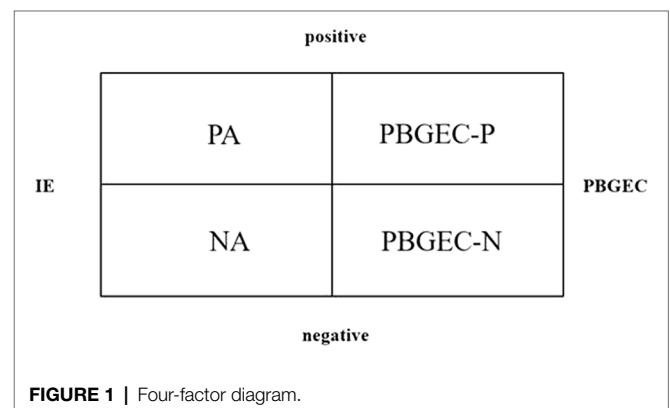 positive
PA PBGEC-P
IE PBGEC
NA PBGEC-N
negative
FIGURE 1 | Four-factor diagram.